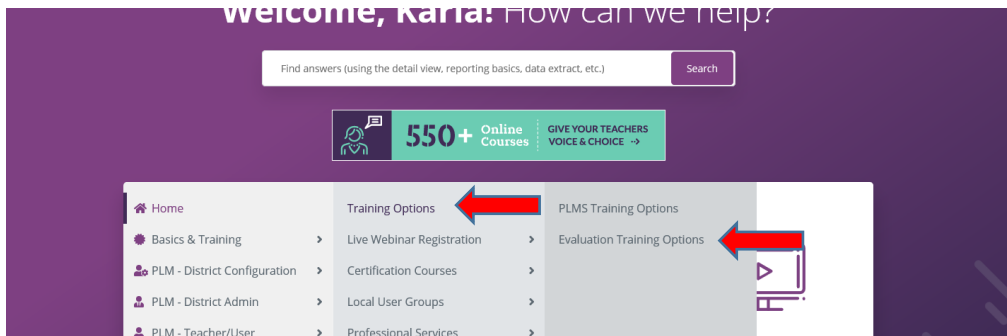 Welcome, Karla! How can we help?
Find answers (using the detail view, reporting basics, data extract, etc.)
Search
550+ Online Courses
GIVE YOUR TEACHERS
VOICE & CHOICE
Home
Basics & Training
PLM - District Configuration
PLM - District Admin
PLM - Teacher/User
Training Options
Live Webinar Registration
Certification Courses
Local User Groups
Professional Services
PLMS Training Options
Evaluation Training Options